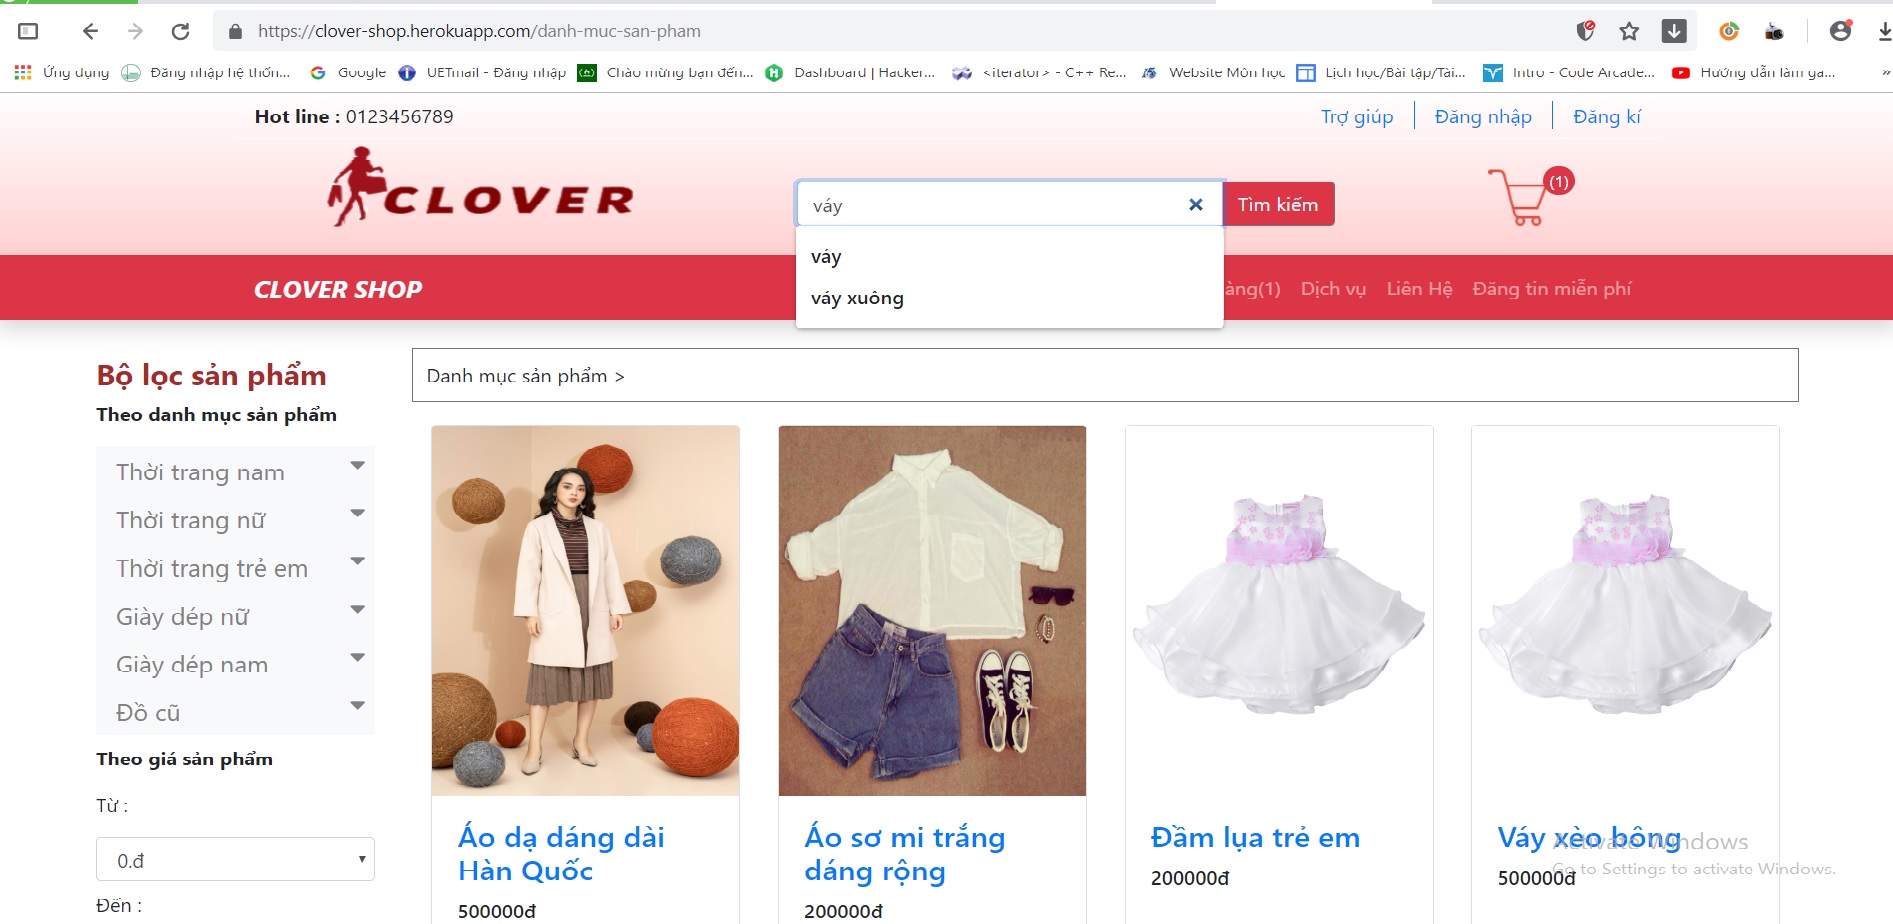 https://clover-shop.herokuapp.com/danh-muc-san-pham
Ứng dụng
Đăng nhập hệ thốn...
Google
UETmail - Đăng nhập
Chào mừng bạn đến...
Dashboard | Hacker...
<iterator> - C++ Re...
Website Môn học
Lịch học/Bài tập/Tài...
Intro - Code Arcade...
Hướng dẫn làm ga...
»
Hot line : 0123456789
Trợ giúp
Đăng nhập
Đăng kí
CLOVER
váy
Tìm kiếm
(1)
váy
váy xuông
CLOVER SHOP
àng(1)
Dịch vụ
Liên Hệ
Đăng tin miễn phí
Bộ lọc sản phẩm
Theo danh mục sản phẩm
Thời trang nam
Thời trang nữ
Thời trang trẻ em
Giày dép nữ
Giày dép nam
Đồ cũ
Theo giá sản phẩm
Từ :
0.đ
Đến :
Danh mục sản phẩm >
Áo dạ dáng dài
Hàn Quốc
500000đ
Áo sơ mi trắng
dáng rộng
200000đ
Đầm lụa trẻ em
200000đ
Váy xèo bông
500000đ
Activate Windows
Go to Settings to activate Windows.